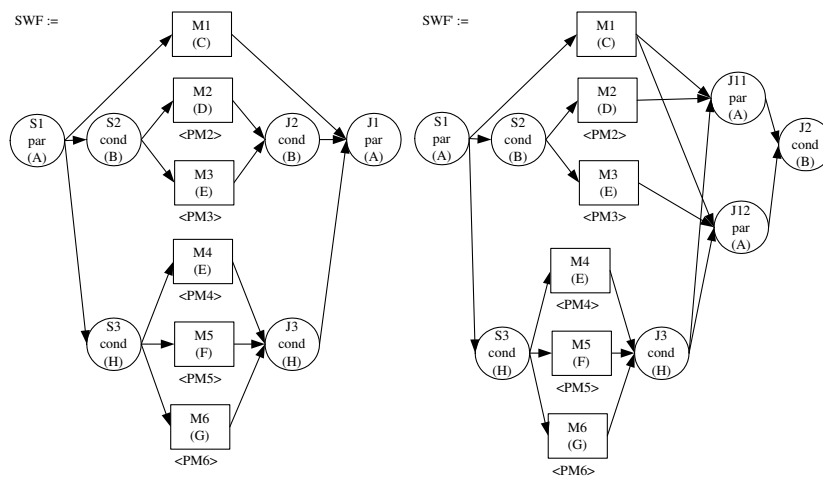 SWF :=
M1
(C)
M2
(D)
<PM2>
S1
par
(A)
S2
cond
(B)
J2
cond
(B)
J1
par
(A)
M3
(E)
<PM3>
M4
(E)
<PM4>
S3
cond
(H)
M5
(F)
<PM5>
J3
cond
(H)
M6
(G)
<PM6>
SWF' :=
M1
(C)
J11
par
(A)
M2
(D)
<PM2>
S1
par
(A)
S2
cond
(B)
J2
cond
(B)
M3
(E)
<PM3>
J12
par
(A)
M4
(E)
<PM4>
S3
cond
(H)
M5
(F)
<PM5>
J3
cond
(H)
M6
(G)
<PM6>